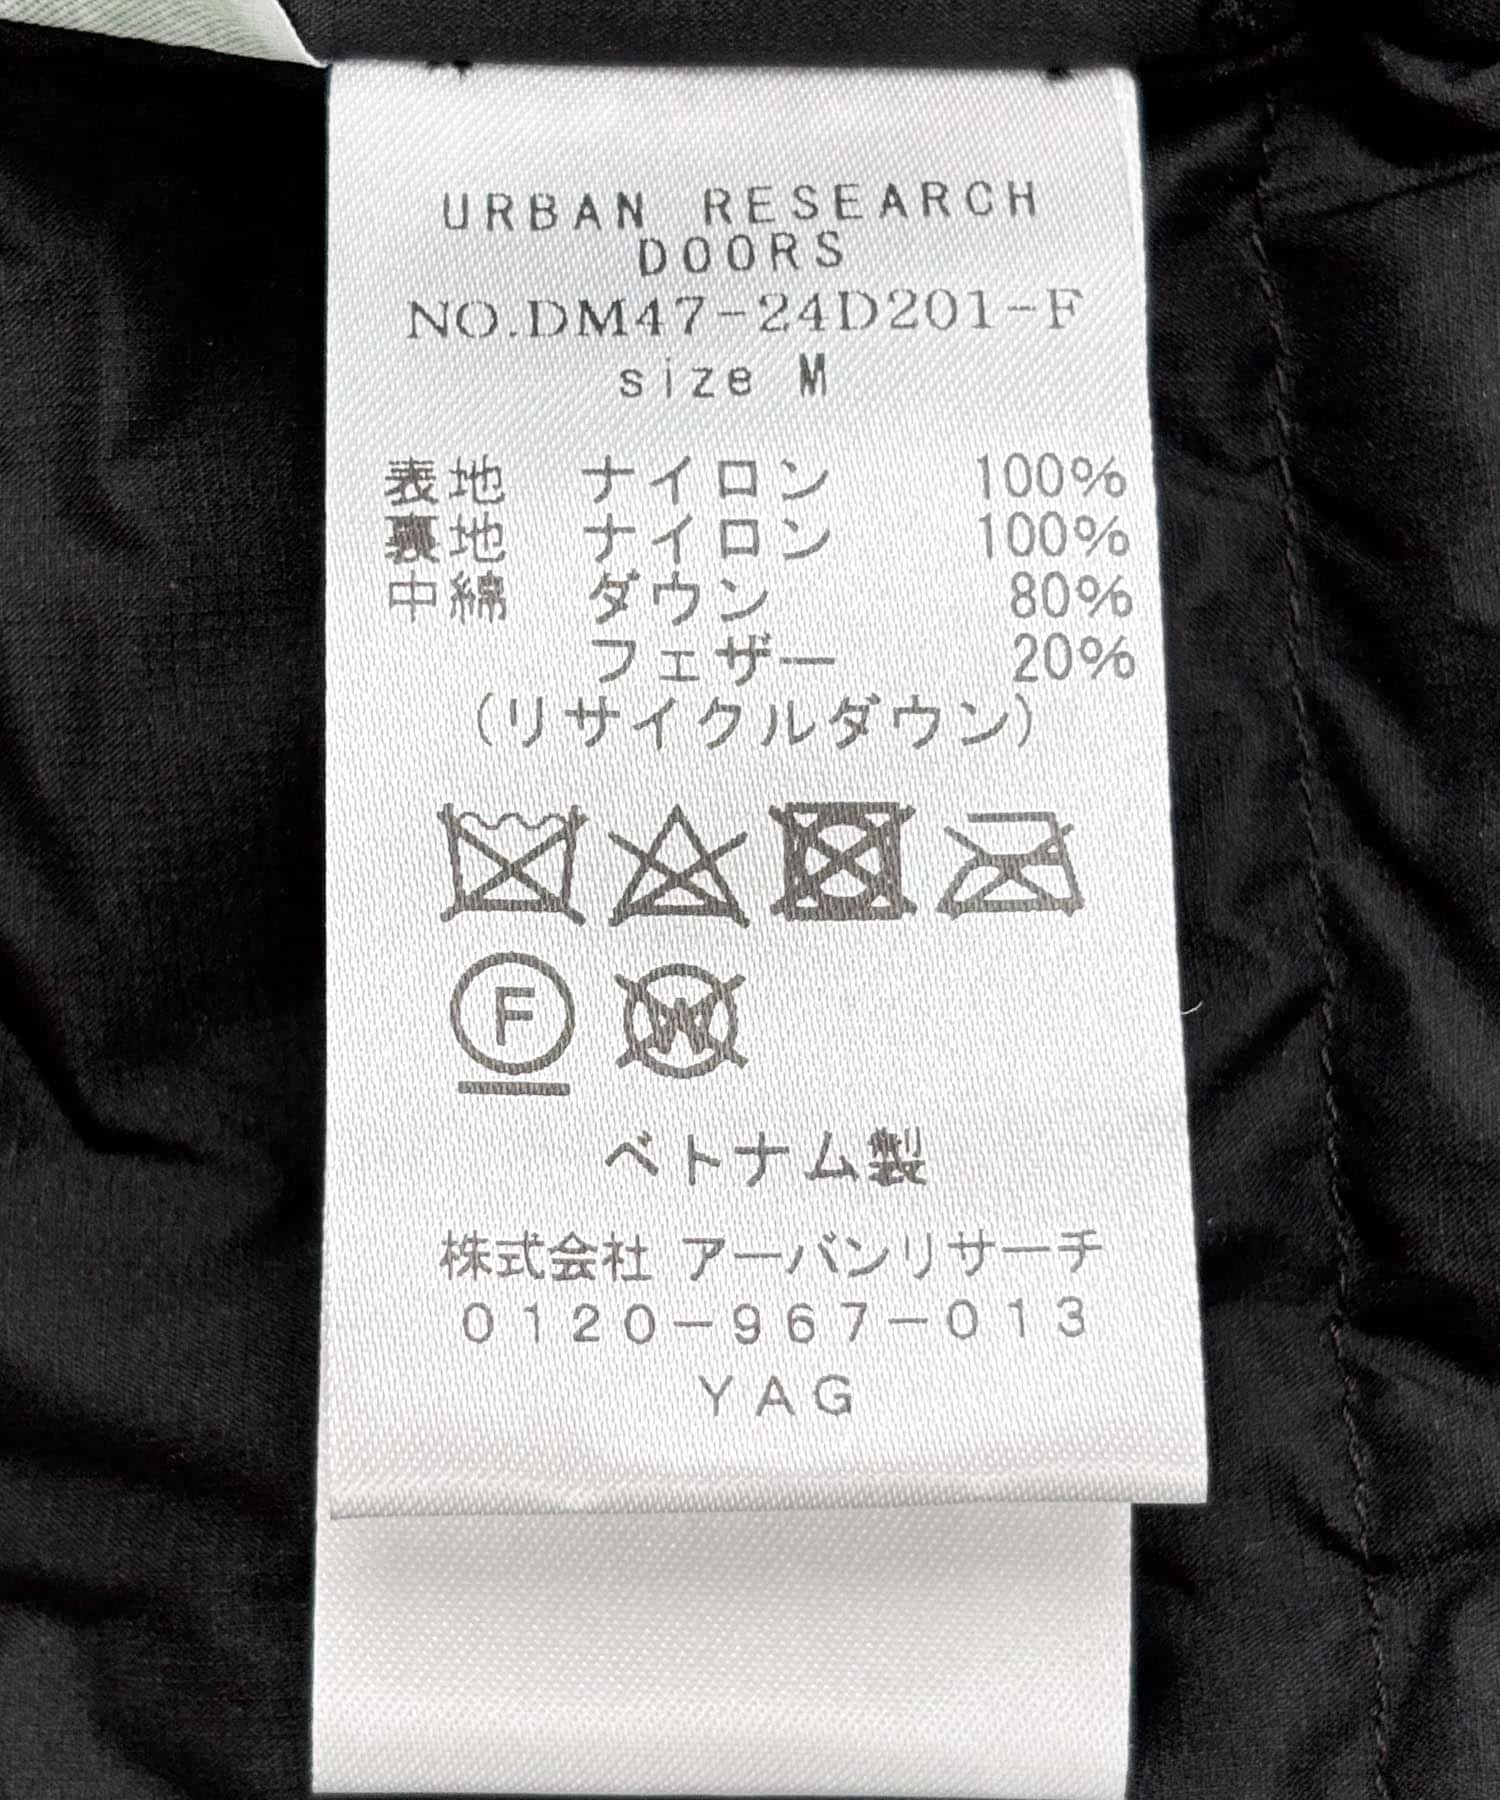 URBAN RESEARCH
DOORS
NO.DM47-24D201-F
size M
表地 ナイロン 100%
裏地 ナイロン 100%
中綿 ダウン 80%
フェザー 20%
(リサイクルダウン)
F W
ベトナム製
株式会社 アーバンリサーチ
0120-967-013
YAG